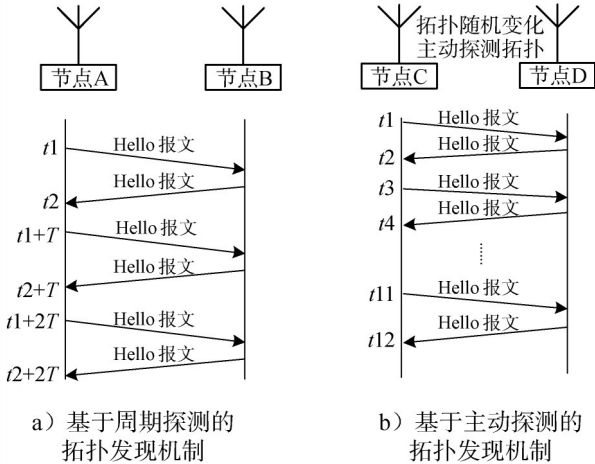 拓扑随机变化
主动探测拓扑
节点A
节点B
节点C
节点D
t1
Hello 报文
Hello 报文
t2
t1+T
Hello 报文
Hello 报文
t2+T
t1+2T
Hello 报文
Hello 报文
t2+2T
t1
Hello 报文
t2
Hello 报文
t3
Hello 报文
t4
Hello 报文
......
t11
Hello 报文
t12
Hello 报文
a）基于周期探测的
拓扑发现机制
b）基于主动探测的
拓扑发现机制